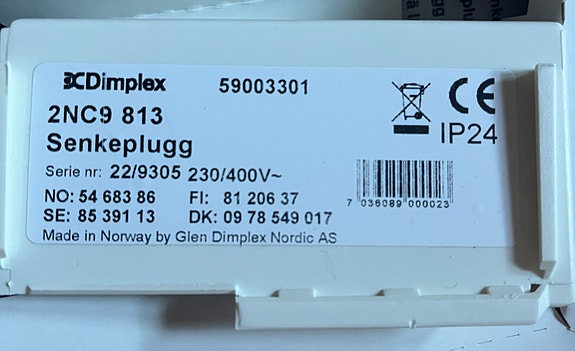 Dimplex 59003301
2NC9 813
Senkeplugg
Serie nr: 22/9305 230/400V~
IP24
NO: 54 683 86 FI: 81 206 37
SE: 85 391 13 DK: 09 78 549 017
7 036089 000023
Made in Norway by Glen Dimplex Nordic AS